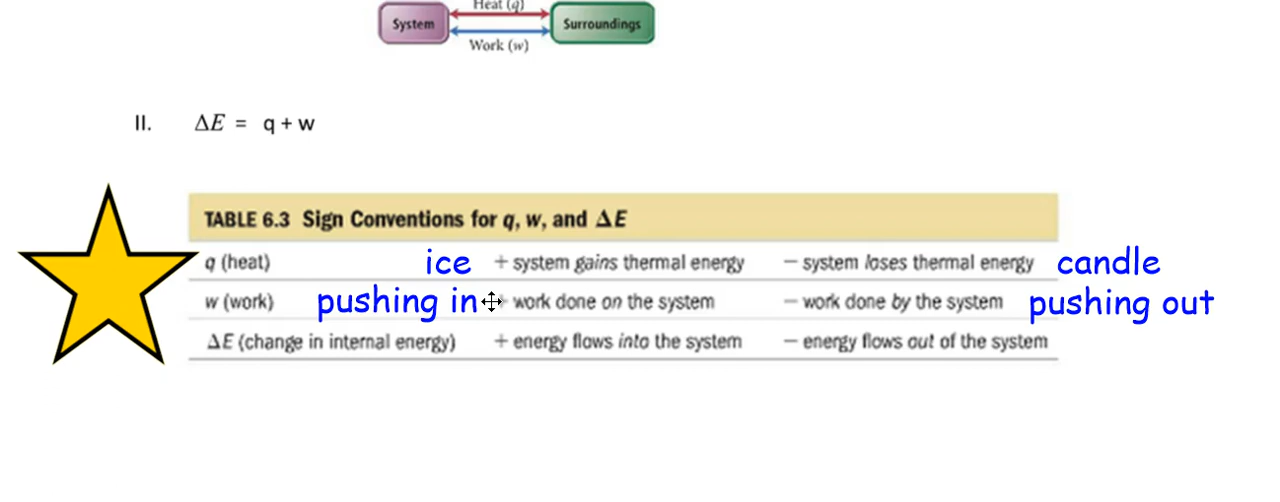 Heat (q)
System
Surroundings
Work (w)
II. ΔE = q + w
TABLE 6.3 Sign Conventions for q, w, and ΔE
q (heat) ice + system gains thermal energy − system loses thermal energy candle
w (work) pushing in + work done on the system − work done by the system pushing out
ΔE (change in internal energy) + energy flows into the system − energy flows out of the system